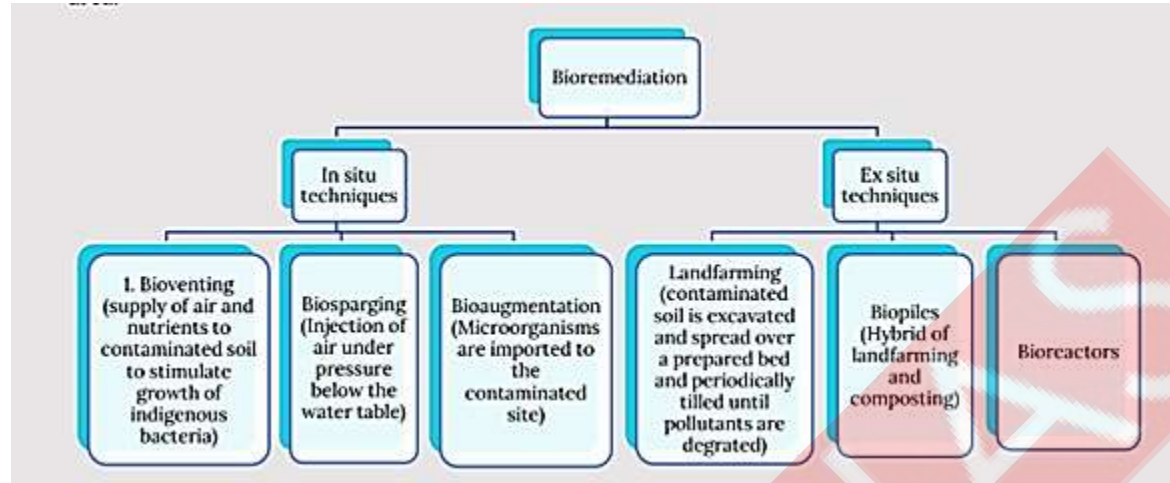 Bioremediation
In situ
techniques
Ex situ
techniques
1. Bioventing
(supply of air and
nutrients to
contaminated soil
to stimulate
growth of
indigenous
bacteria)
Biosparging
(Injection of
air under
pressure
below the
water table)
Bioaugmentation
(Microorganisms
are imported to
the
contaminated
site)
Landfarming
(contaminated
soil is excavated
and spread over
a prepared bed
and periodically
tilled until
pollutants are
degrated)
Biopiles
(Hybrid of
landfarming
and
composting)
Bioreactors